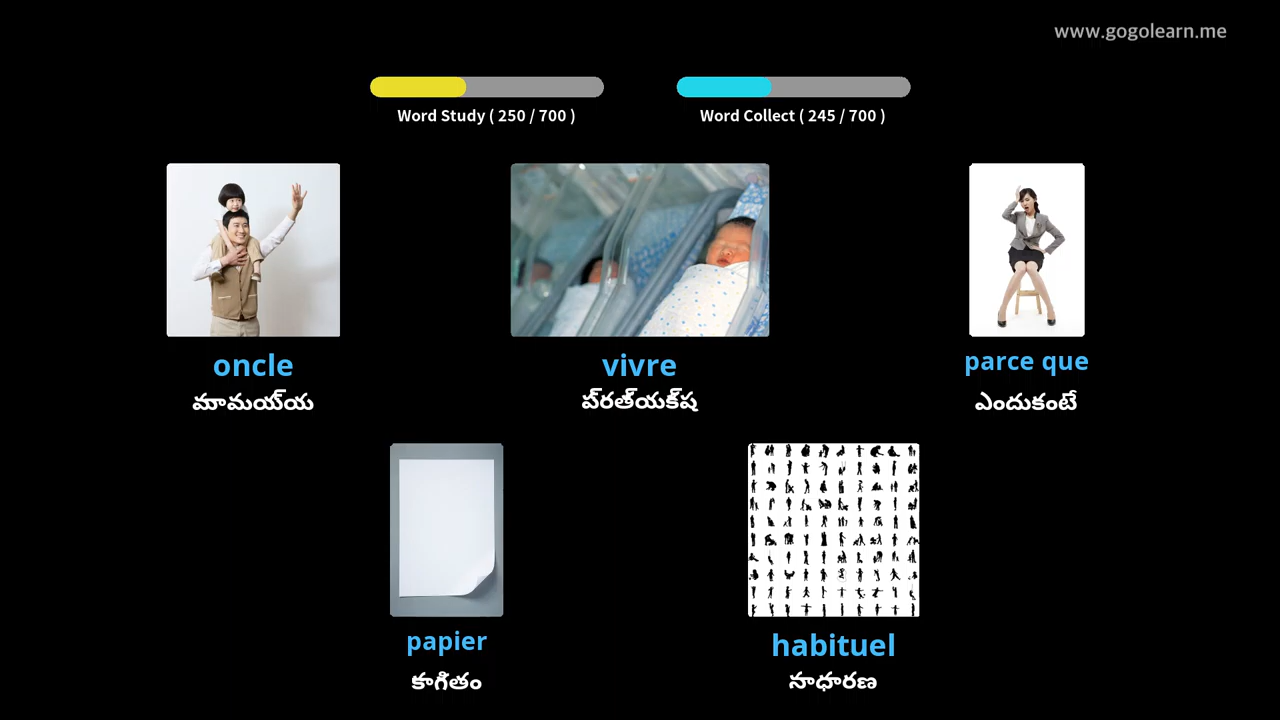 www.gogolearn.me
Word Study ( 250 / 700 )
Word Collect ( 245 / 700 )
oncle
vivre
parce que
మామయ్‌య
ప్‌రత్‌యక్‌ష
ఎందుకంటే
papier
habituel
కాగితం
సాధారణ